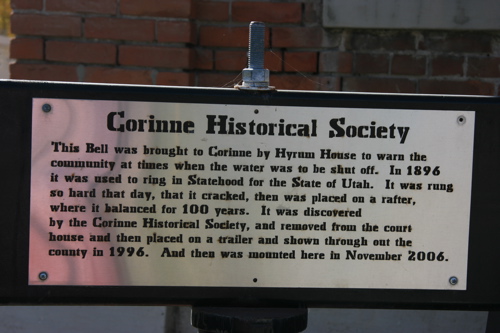 Corinne Historical Society
This Bell was brought to Corinne by Hyrum House to warn the
community at times when the water was to be shut off. In 1896
it was used to ring in Statehood for the State of Utah. It was rung
so hard that day, that it cracked, then was placed on a rafter,
where it balanced for 100 years. It was discovered
by the Corinne Historical Society, and removed from the court
house and then placed on a trailer and shown through out the
county in 1996. And then was mounted here in November 2006.